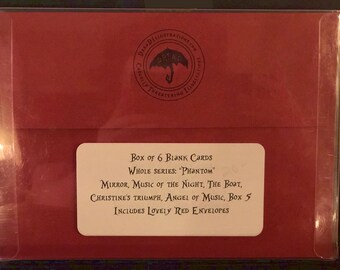 Box of 6 Blank Cards
Whole series: "Phantom"
Mirror, Music of the Night, The Boat,
Christine's triumph, Angel of Music, Box 5
Includes Lovely Red Envelopes